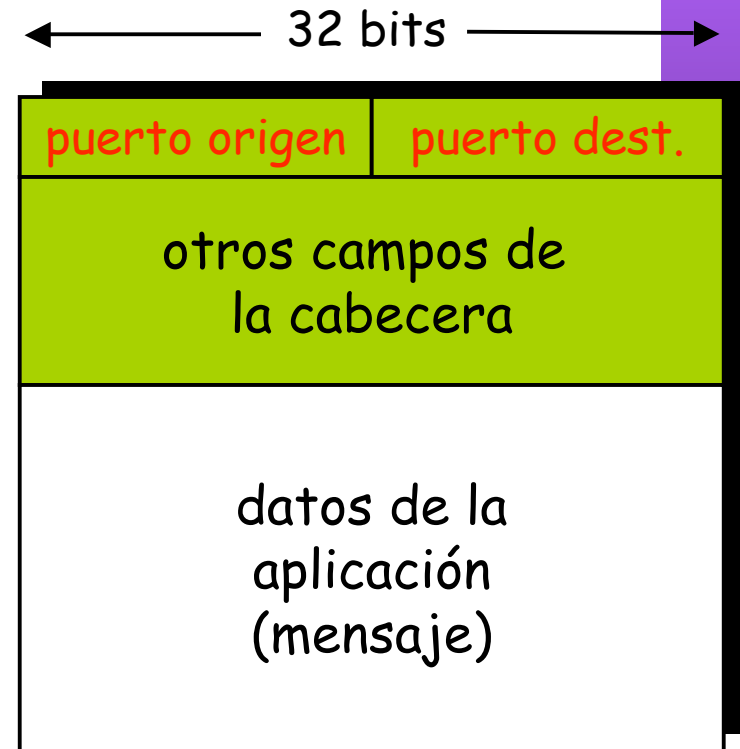 32 bits
puerto origen
puerto dest.
otros campos de
la cabecera
datos de la
aplicación
(mensaje)